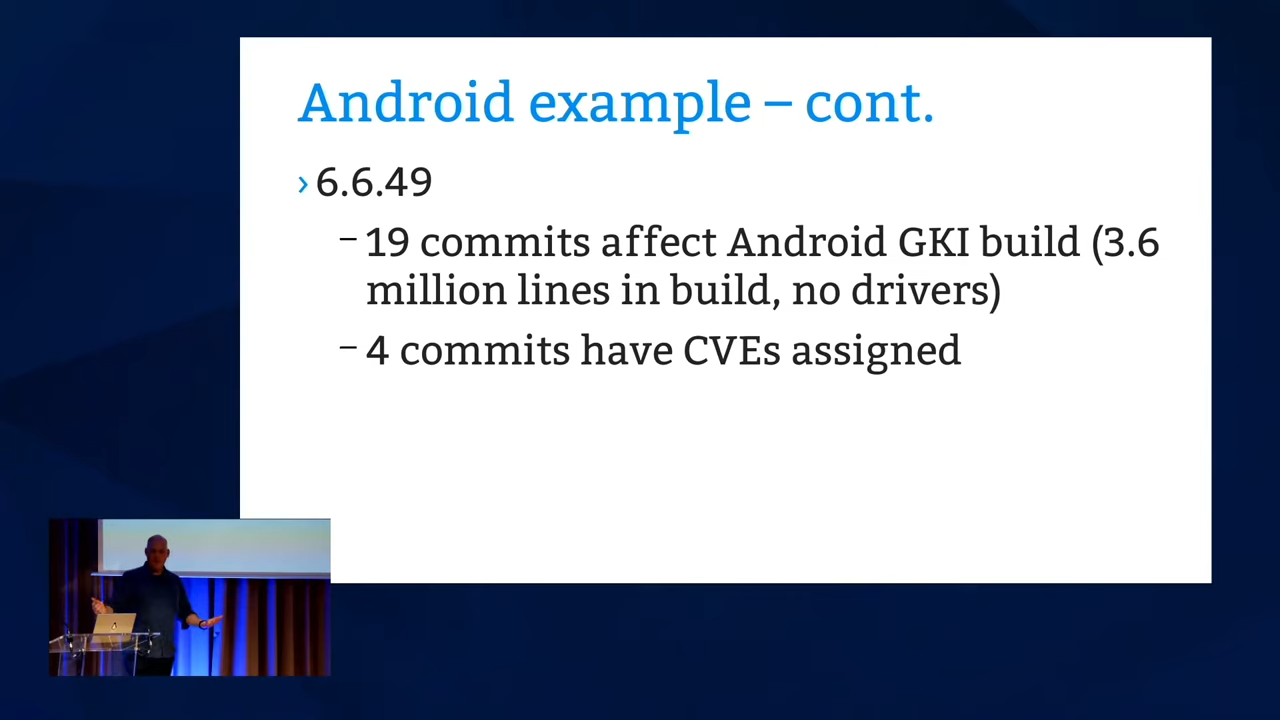 Android example – cont.
› 6.6.49
– 19 commits affect Android GKI build (3.6
million lines in build, no drivers)
– 4 commits have CVEs assigned